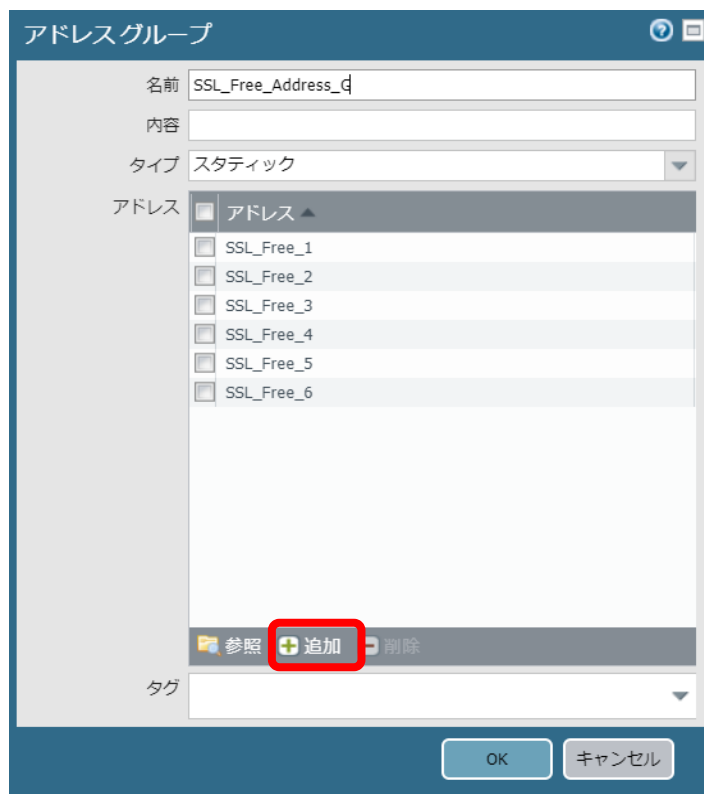 アドレス グループ
名前 SSL_Free_Address_G
内容
タイプ スタティック
アドレス アドレス
SSL_Free_1
SSL_Free_2
SSL_Free_3
SSL_Free_4
SSL_Free_5
SSL_Free_6
参照 追加 削除
タグ
OK キャンセル